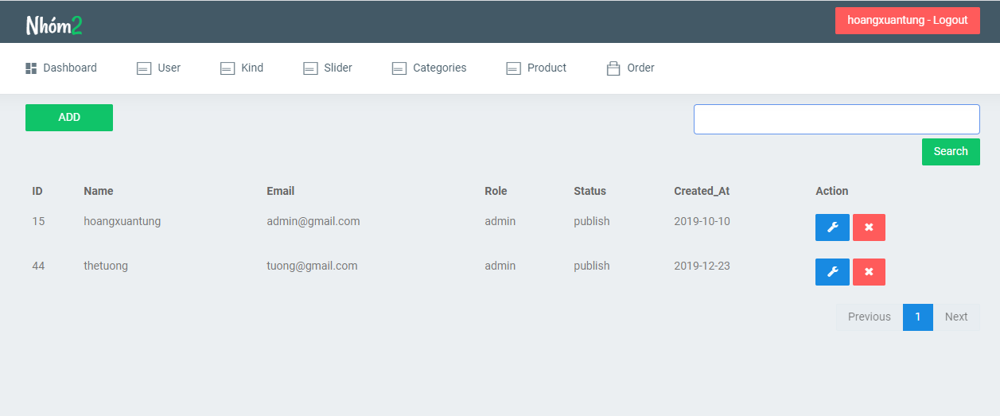 Nhóm2
hoangxuantung - Logout
Dashboard User Kind Slider Categories Product Order
ADD
Search
ID Name Email Role Status Created_At Action
15 hoangxuantung admin@gmail.com admin publish 2019-10-10
44 thetuong tuong@gmail.com admin publish 2019-12-23
Previous 1 Next